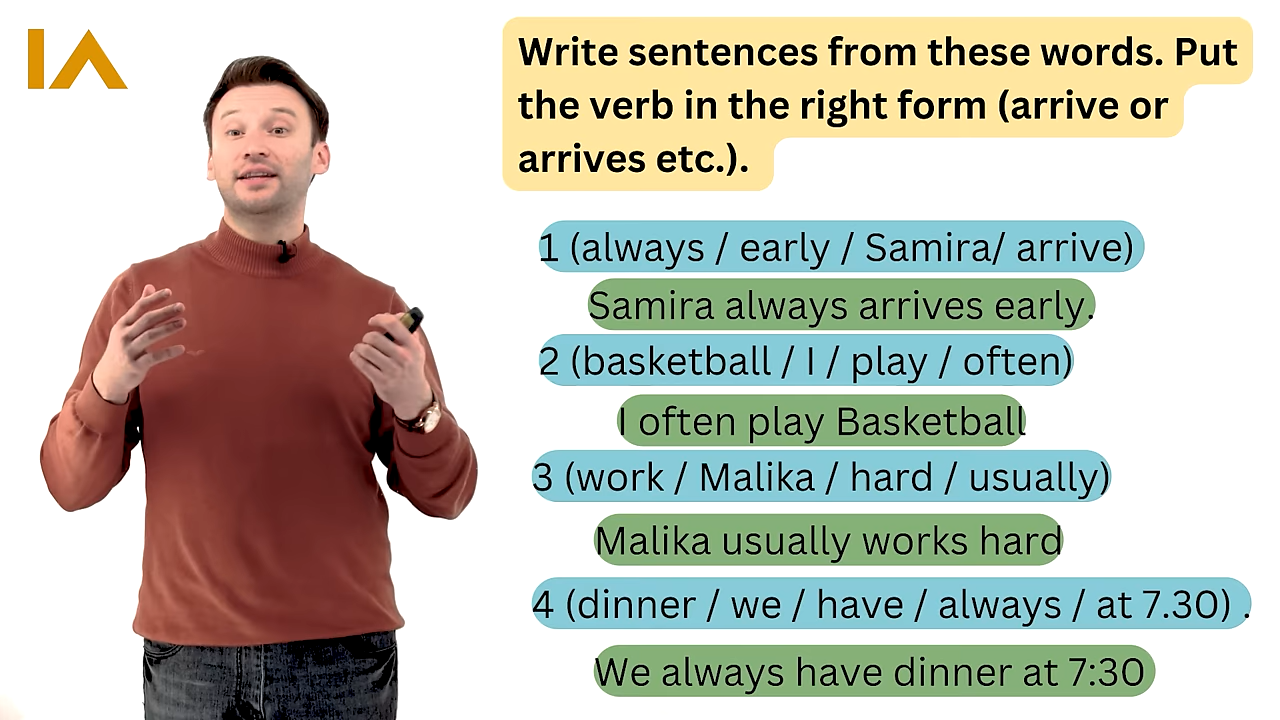 Write sentences from these words. Put
the verb in the right form (arrive or
arrives etc.).
1 (always / early / Samira/ arrive)
Samira always arrives early.
2 (basketball / I / play / often)
I often play Basketball
3 (work / Malika / hard / usually)
Malika usually works hard
4 (dinner / we / have / always / at 7.30) .
We always have dinner at 7:30